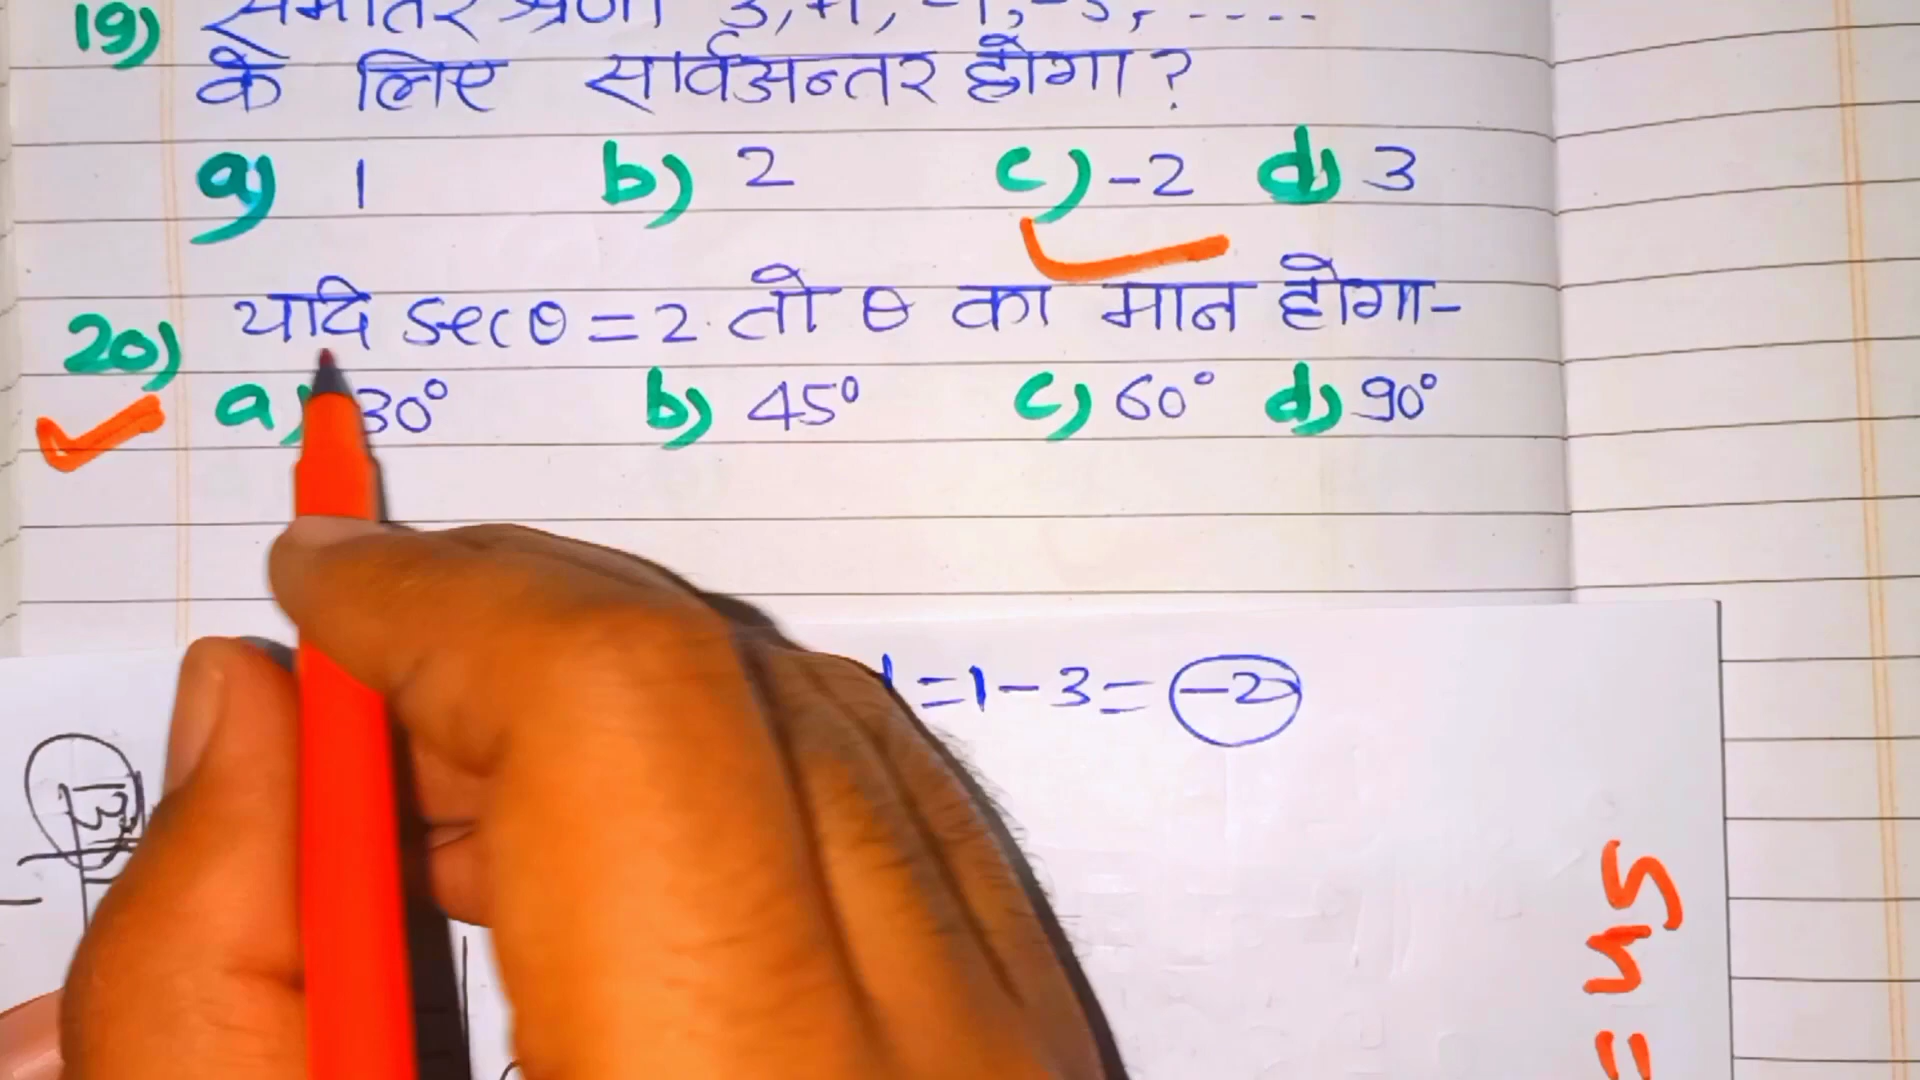 19) समांतर श्रेणी 3, +1, -1, -3, ----
के लिए सार्वअन्तर होगा ?
a) 1 b) 2 c) -2 d) 3
20) यदि secθ = 2 तो θ का मान होगा-
a) 30° b) 45° c) 60° d) 90°
= 1 - 3 = -2
= 45